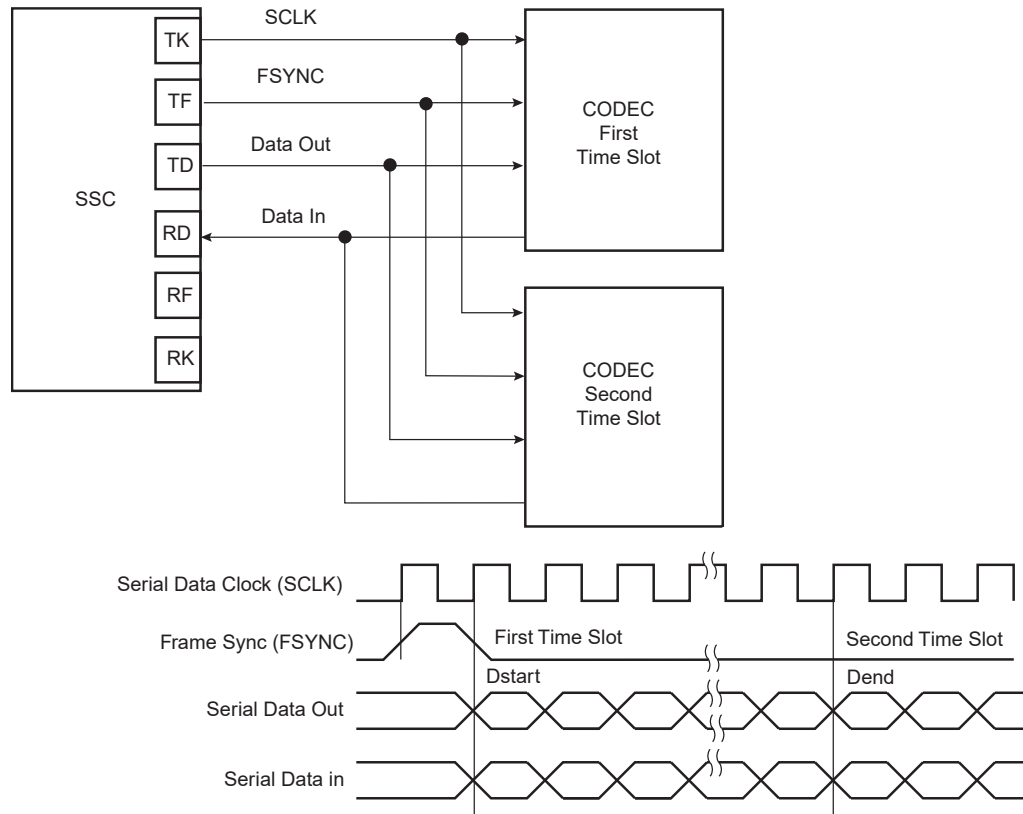 SSC
TK
TF
TD
RD
RF
RK
SCLK
FSYNC
Data Out
Data In
CODEC
First
Time Slot
CODEC
Second
Time Slot
Serial Data Clock (SCLK)
Frame Sync (FSYNC)
First Time Slot
Second Time Slot
Dstart
Dend
Serial Data Out
Serial Data in